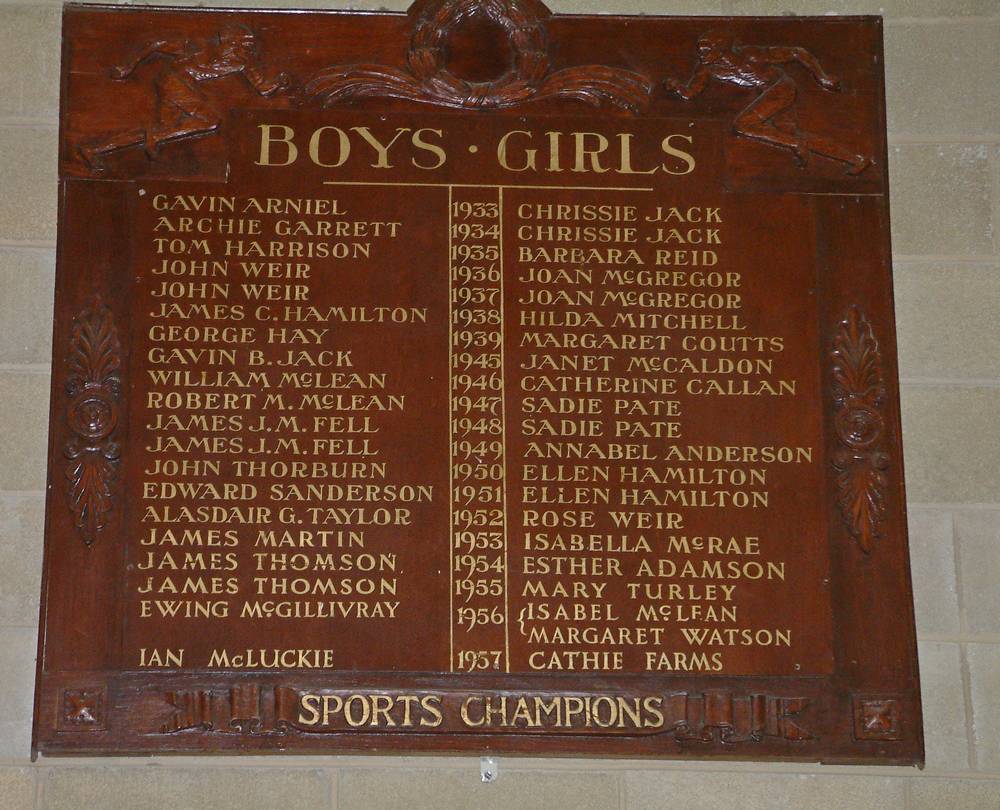 BOYS · GIRLS
GAVIN ARNIEL 1933 CHRISSIE JACK
ARCHIE GARRETT 1934 CHRISSIE JACK
TOM HARRISON 1935 BARBARA REID
JOHN WEIR 1936 JOAN McGREGOR
JOHN WEIR 1937 JOAN McGREGOR
JAMES C. HAMILTON 1938 HILDA MITCHELL
GEORGE HAY 1939 MARGARET COUTTS
GAVIN B. JACK 1945 JANET McCALDON
WILLIAM McLEAN 1946 CATHERINE CALLAN
ROBERT M. McLEAN 1947 SADIE PATE
JAMES J.M. FELL 1948 SADIE PATE
JAMES J.M. FELL 1949 ANNABEL ANDERSON
JOHN THORBURN 1950 ELLEN HAMILTON
EDWARD SANDERSON 1951 ELLEN HAMILTON
ALASDAIR G. TAYLOR 1952 ROSE WEIR
JAMES MARTIN 1953 ISABELLA McRAE
JAMES THOMSON 1954 ESTHER ADAMSON
JAMES THOMSON 1955 MARY TURLEY
EWING McGILLIVRAY 1956 {ISABEL McLEAN
MARGARET WATSON
IAN McLUCKIE 1957 CATHIE FARMS
SPORTS CHAMPIONS